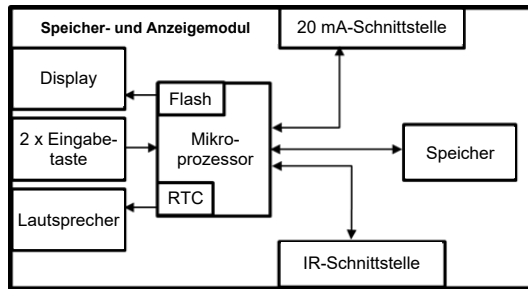 Speicher- und Anzeigemodul
20 mA-Schnittstelle
Display
Flash
2 x Eingabe-
taste
Mikro-
prozessor
Speicher
RTC
Lautsprecher
IR-Schnittstelle